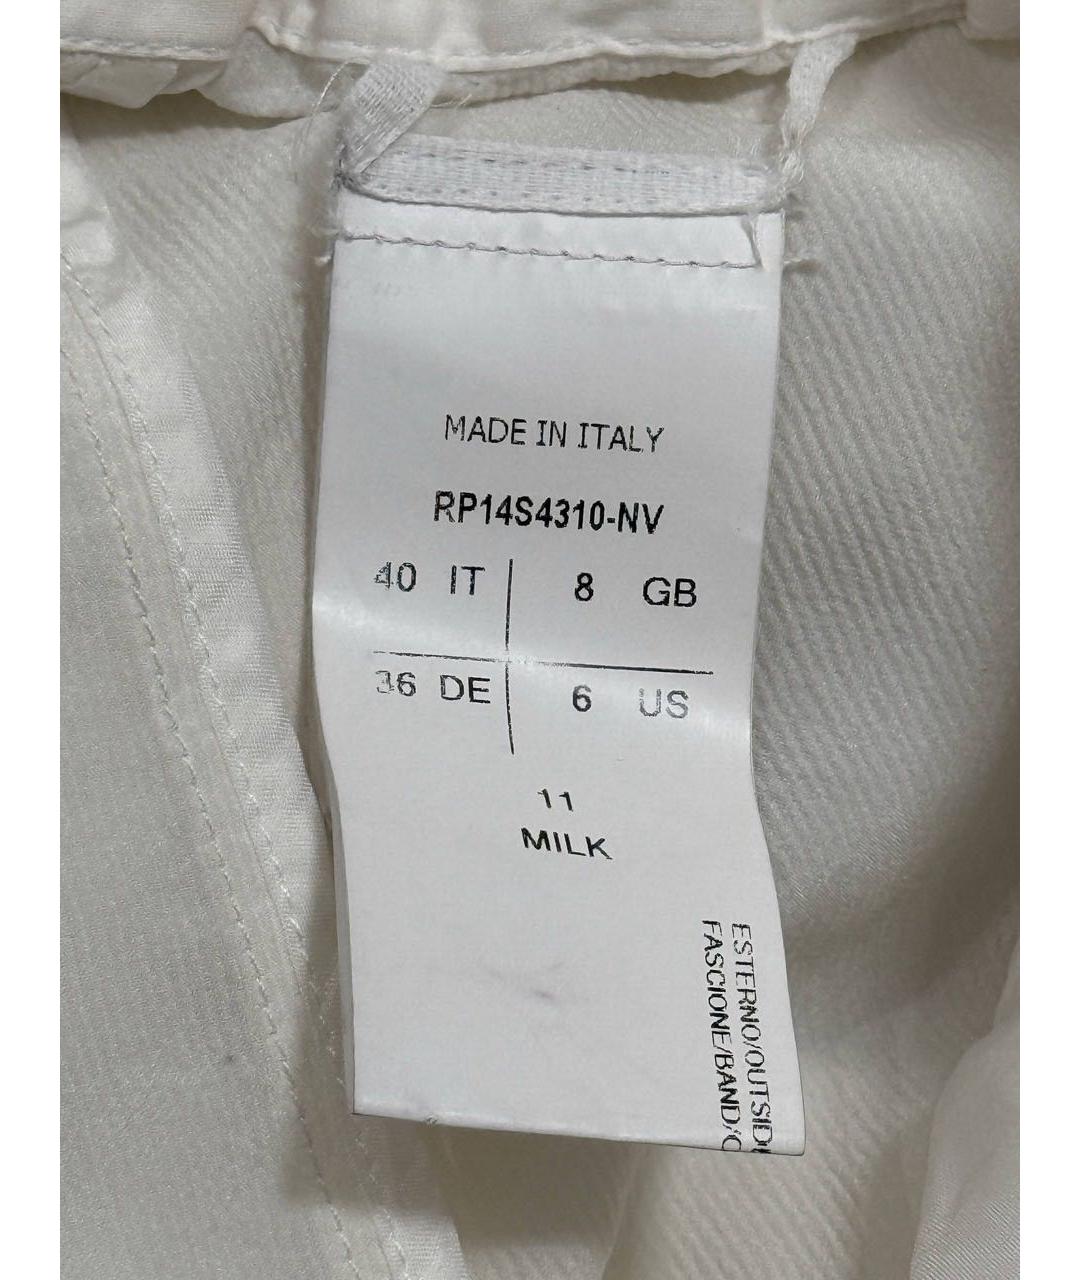 MADE IN ITALY
RP14S4310-NV
40 IT 8 GB
36 DE 6 US
11
MILK
ESTERNO/OUTSID
FASCIONE/BAND/C